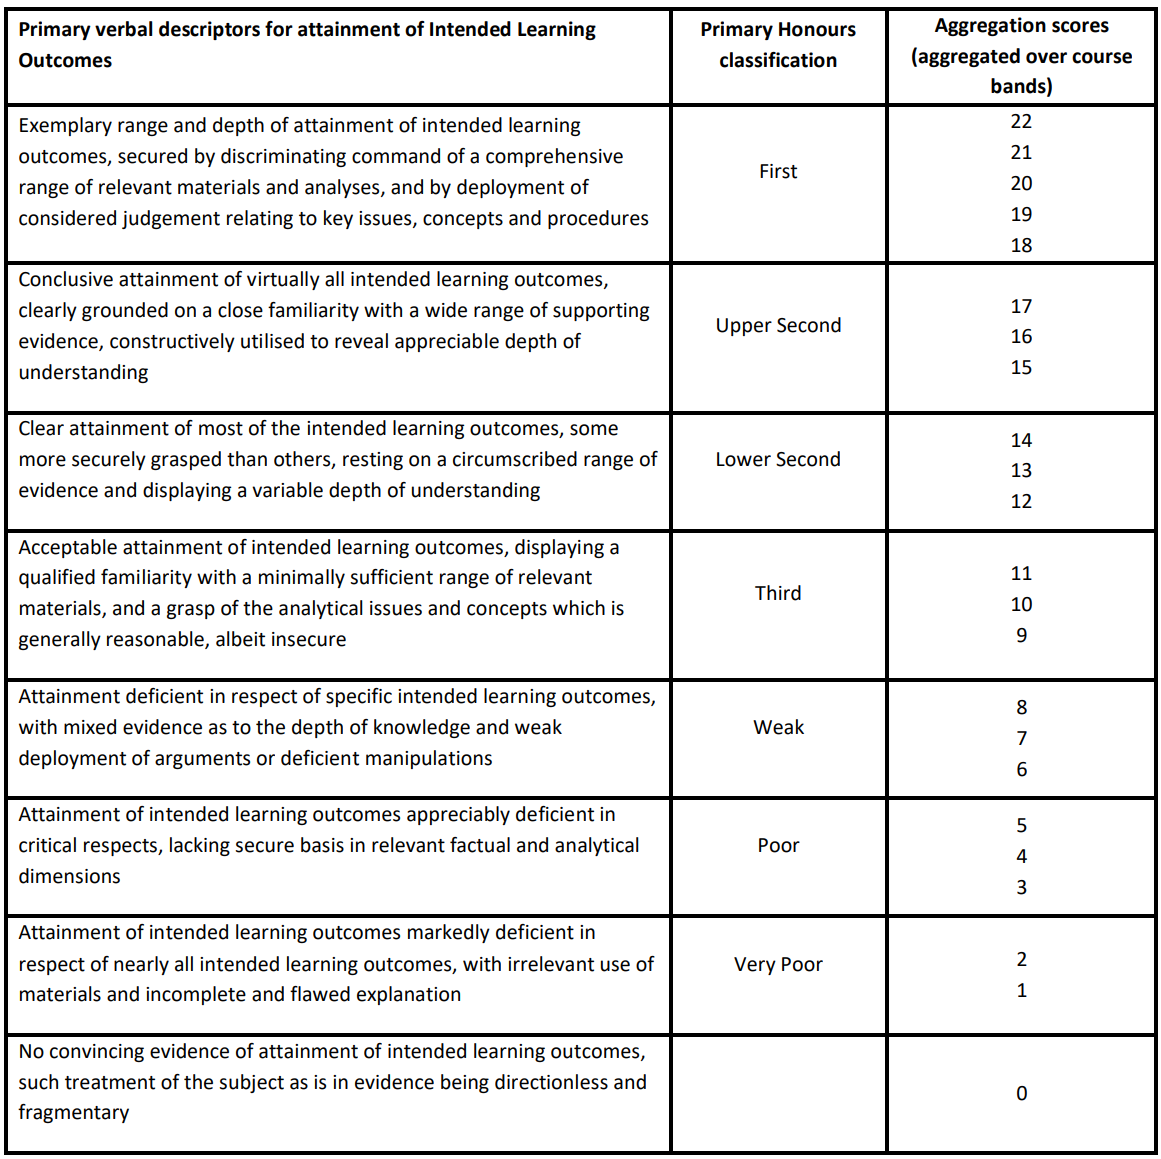 Primary verbal descriptors for attainment of Intended Learning
Outcomes
Primary Honours
classification
Aggregation scores
(aggregated over course
bands)
Exemplary range and depth of attainment of intended learning
outcomes, secured by discriminating command of a comprehensive
range of relevant materials and analyses, and by deployment of
considered judgement relating to key issues, concepts and procedures
First
22
21
20
19
18
Conclusive attainment of virtually all intended learning outcomes,
clearly grounded on a close familiarity with a wide range of supporting
evidence, constructively utilised to reveal appreciable depth of
understanding
Upper Second
17
16
15
Clear attainment of most of the intended learning outcomes, some
more securely grasped than others, resting on a circumscribed range of
evidence and displaying a variable depth of understanding
Lower Second
14
13
12
Acceptable attainment of intended learning outcomes, displaying a
qualified familiarity with a minimally sufficient range of relevant
materials, and a grasp of the analytical issues and concepts which is
generally reasonable, albeit insecure
Third
11
10
9
Attainment deficient in respect of specific intended learning outcomes,
with mixed evidence as to the depth of knowledge and weak
deployment of arguments or deficient manipulations
Weak
8
7
6
Attainment of intended learning outcomes appreciably deficient in
critical respects, lacking secure basis in relevant factual and analytical
dimensions
Poor
5
4
3
Attainment of intended learning outcomes markedly deficient in
respect of nearly all intended learning outcomes, with irrelevant use of
materials and incomplete and flawed explanation
Very Poor
2
1
No convincing evidence of attainment of intended learning outcomes,
such treatment of the subject as is in evidence being directionless and
fragmentary
0